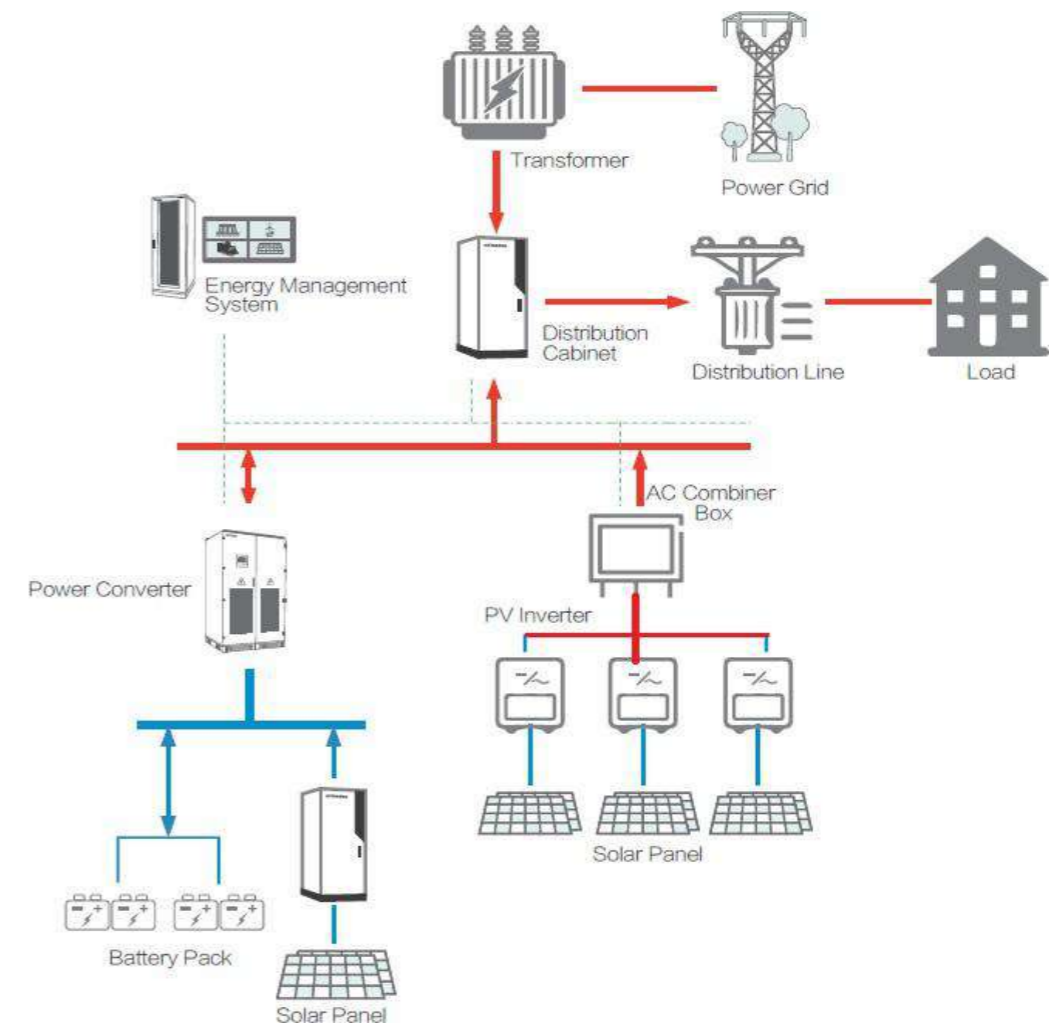 Transformer
Power Grid
Energy Management
System
Distribution
Cabinet
Distribution Line
Load
AC Combiner
Box
Power Converter
PV Inverter
Solar Panel
Battery Pack
Solar Panel